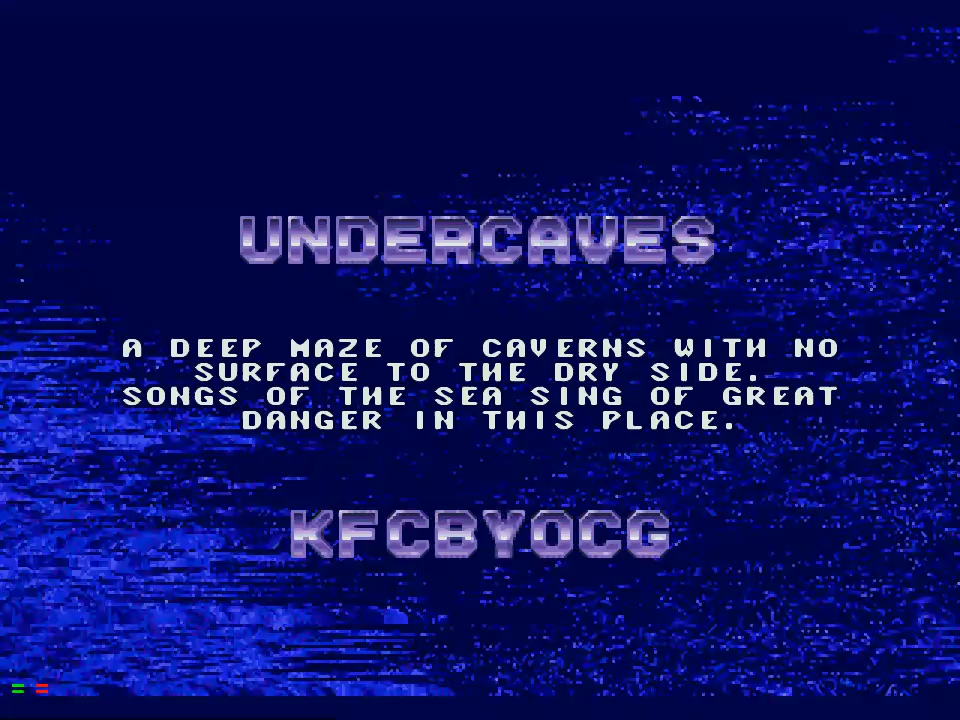 UNDERCAVES
A DEEP MAZE OF CAVERNS WITH NO
SURFACE TO THE DRY SIDE.
SONGS OF THE SEA SING OF GREAT
DANGER IN THIS PLACE.
KFCBYOCG